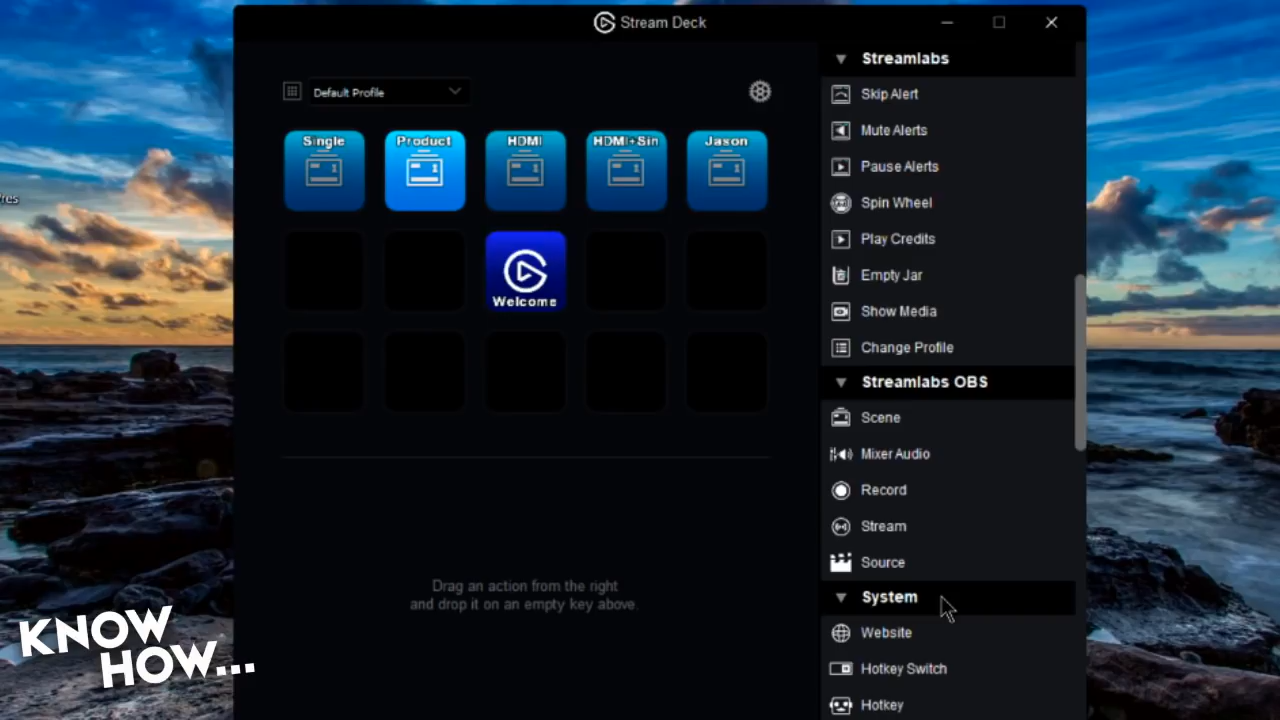 Stream Deck
Default Profile
Single
Product
HDMI
HDMI+Sin
Jason
Welcome
Drag an action from the right
and drop it on an empty key above.
Streamlabs
Skip Alert
Mute Alerts
Pause Alerts
Spin Wheel
Play Credits
Empty Jar
Show Media
Change Profile
Streamlabs OBS
Scene
Mixer Audio
Record
Stream
Source
System
Website
Hotkey Switch
Hotkey
KNOW
HOW...